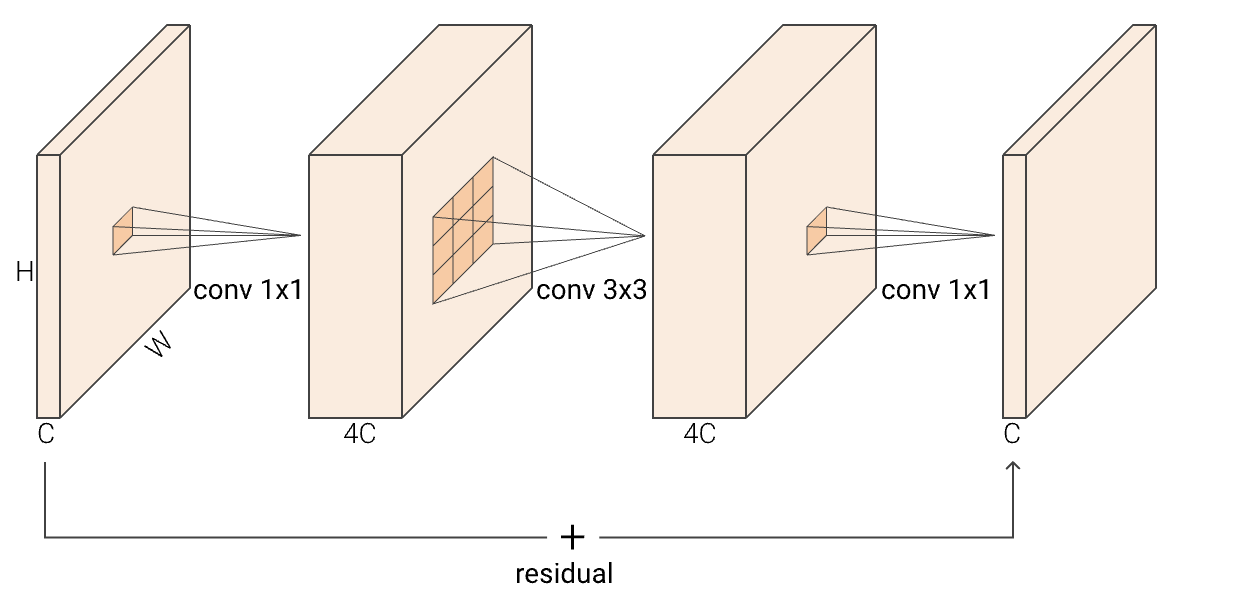 H
conv 1x1
conv 3x3
conv 1x1
W
C
4C
4C
C
+
residual